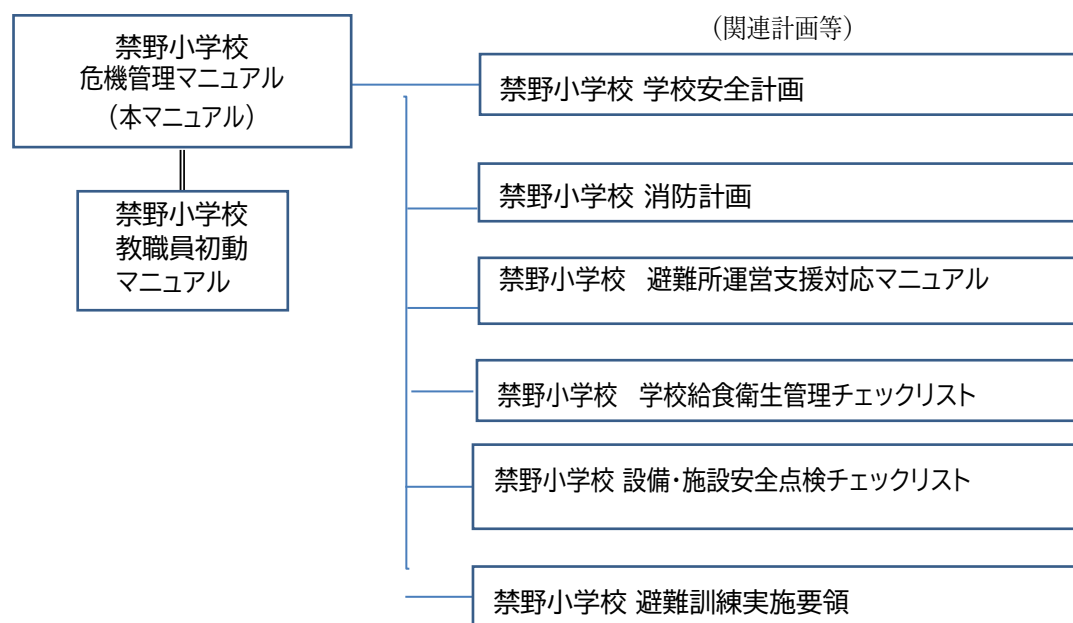 (関連計画等)
禁野小学校
危機管理マニュアル
(本マニュアル)
禁野小学校
教職員初動
マニュアル
禁野小学校 学校安全計画
禁野小学校 消防計画
禁野小学校　避難所運営支援対応マニュアル
禁野小学校　学校給食衛生管理チェックリスト
禁野小学校 設備・施設安全点検チェックリスト
禁野小学校 避難訓練実施要領